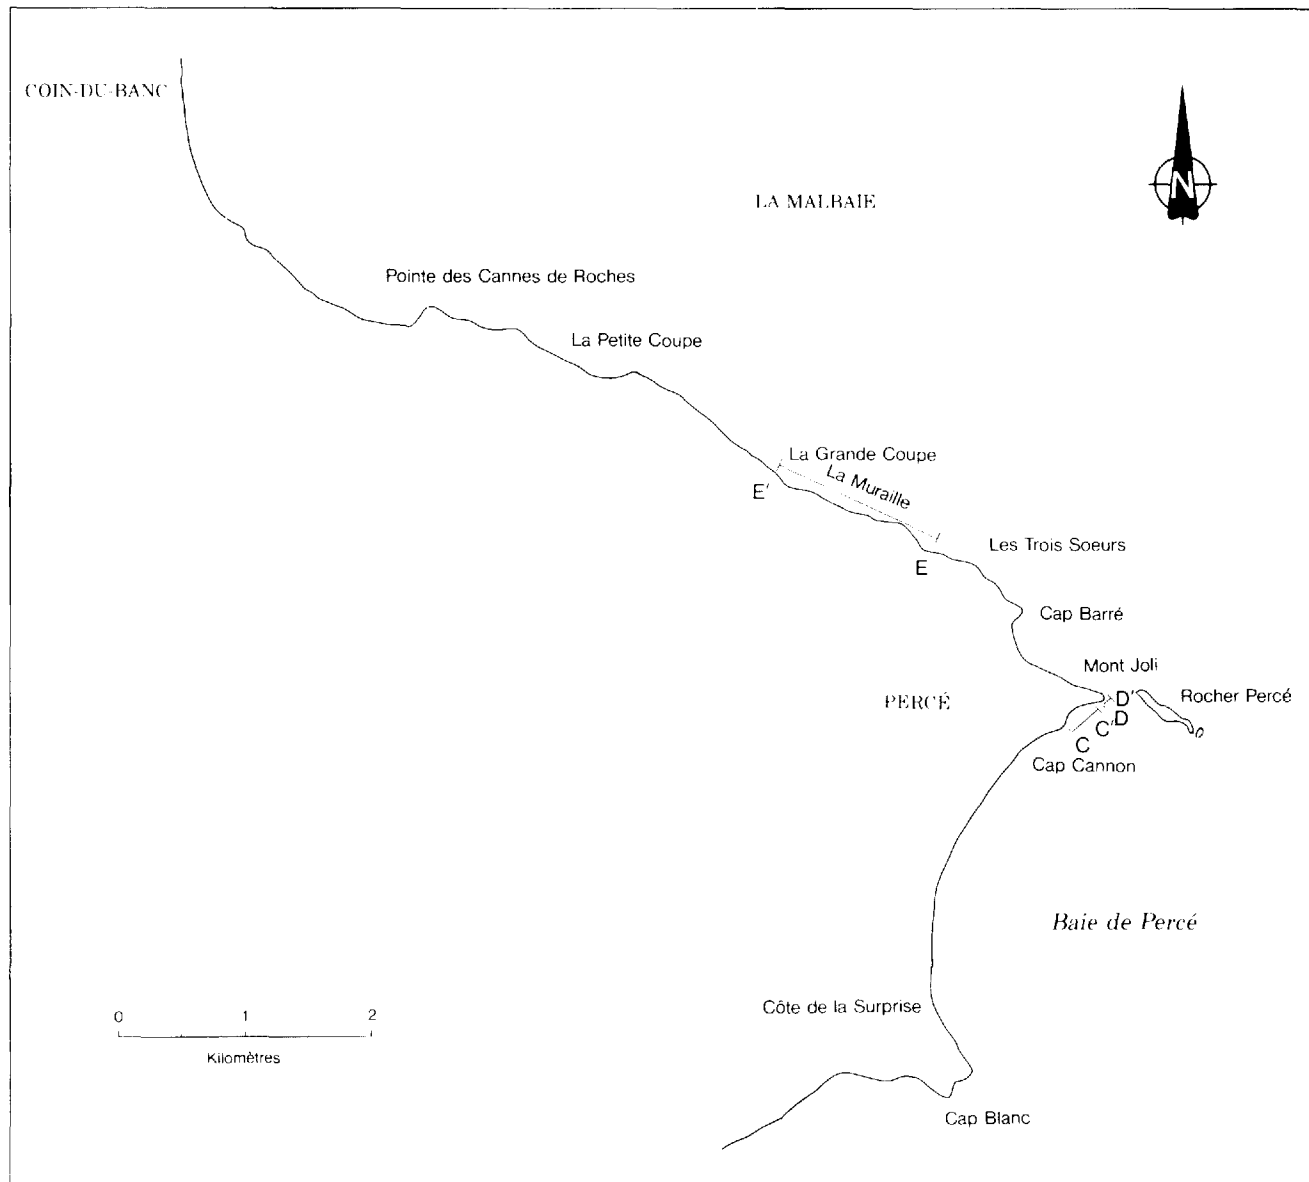 COIN-DU-BANC
N
LA MALBAIE
Pointe des Cannes de Roches
La Petite Coupe
La Grande Coupe
La Muraille
E'
Les Trois Soeurs
E
Cap Barré
Mont Joli
PERCÉ
D'
Rocher Percé
D
C'
C
Cap Cannon
Baie de Percé
Côte de la Surprise
0 1 2
Kilomètres
Cap Blanc